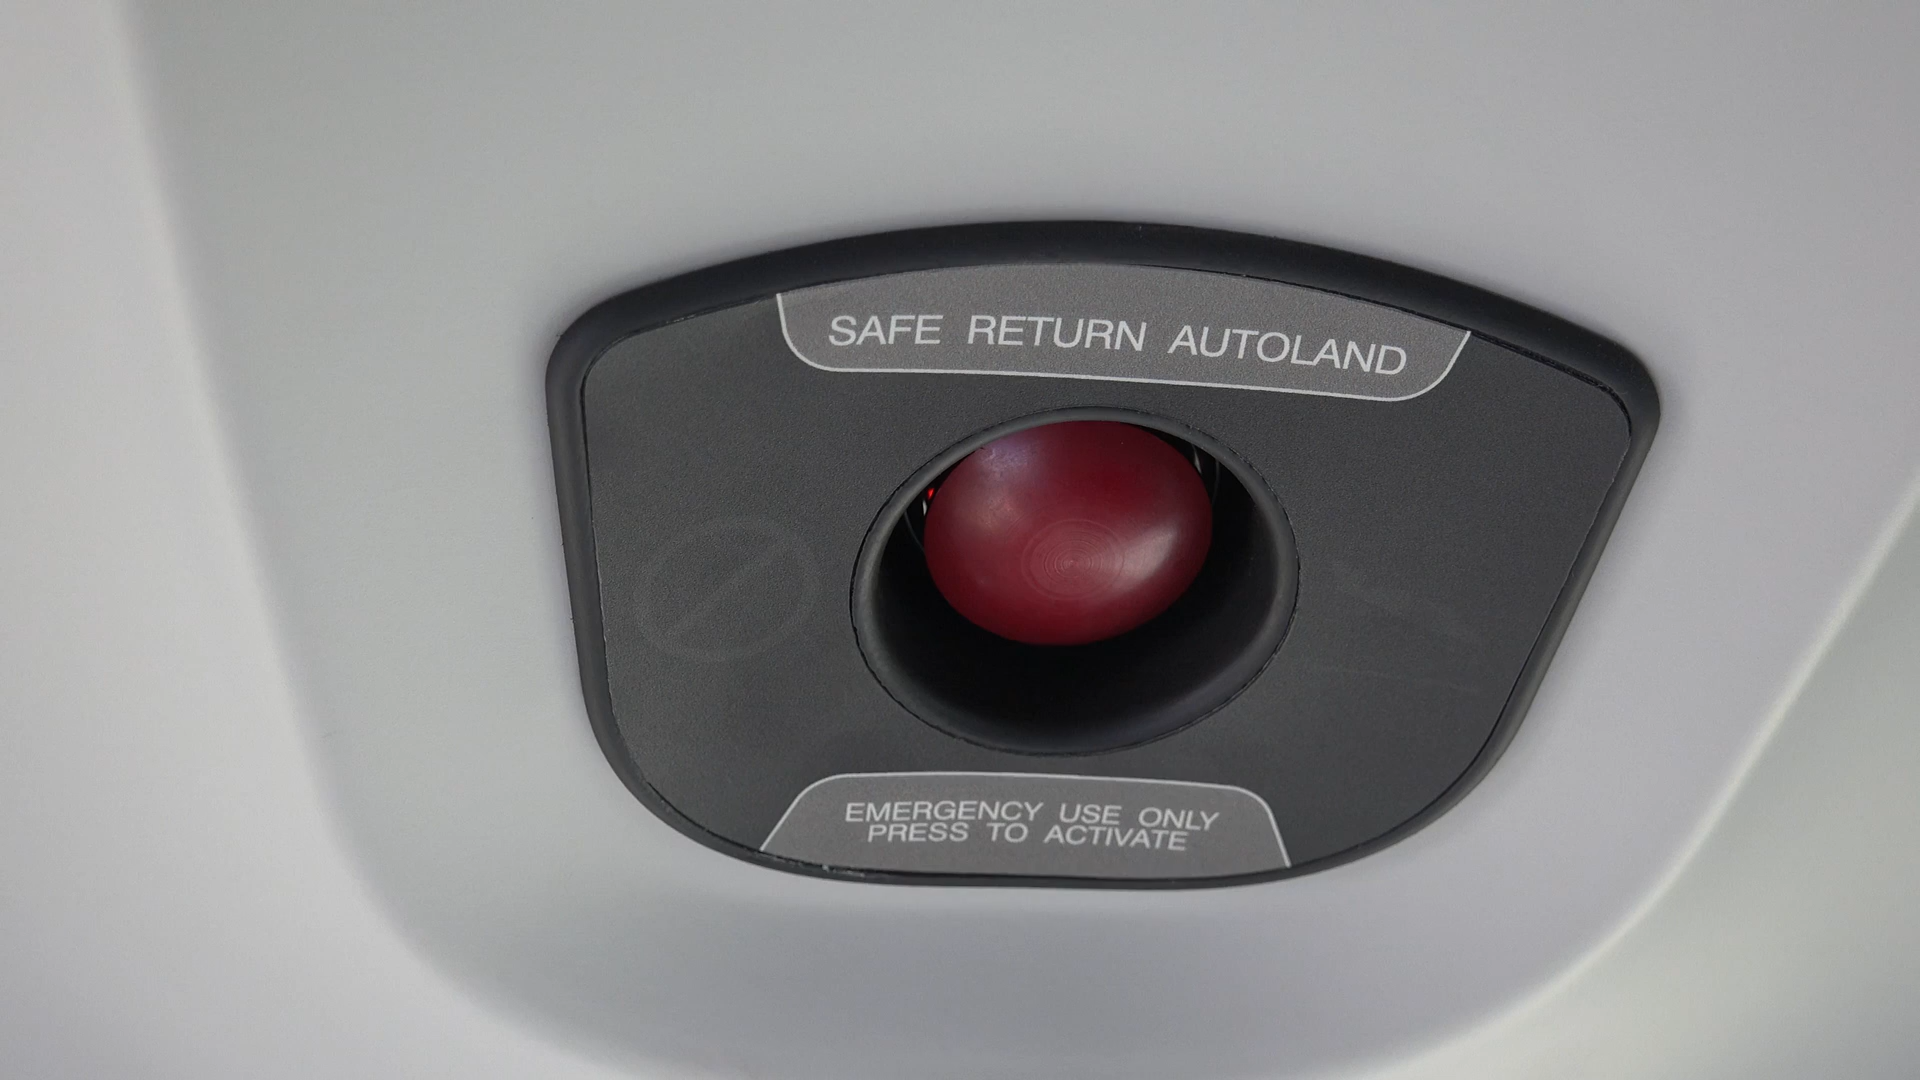 SAFE RETURN AUTOLAND
EMERGENCY USE ONLY
PRESS TO ACTIVATE